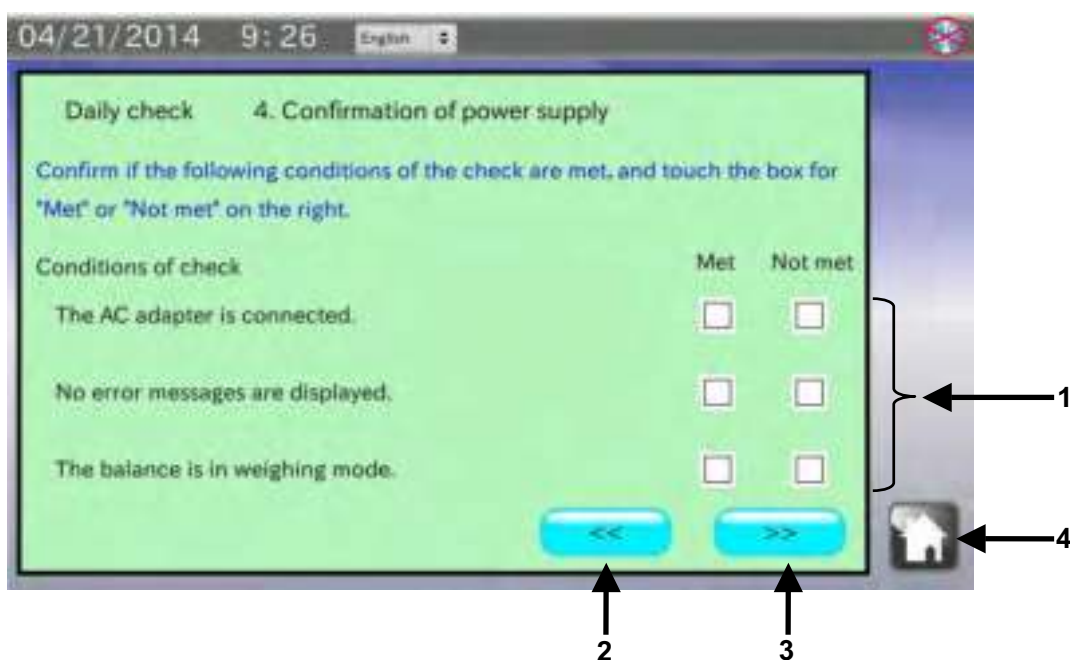 04/21/2014 9:26 English
Daily check 4. Confirmation of power supply
Confirm if the following conditions of the check are met, and touch the box for
"Met" or "Not met" on the right.
Conditions of check Met Not met
The AC adapter is connected.
No error messages are displayed.
The balance is in weighing mode.
<< >>
1
4
2 3